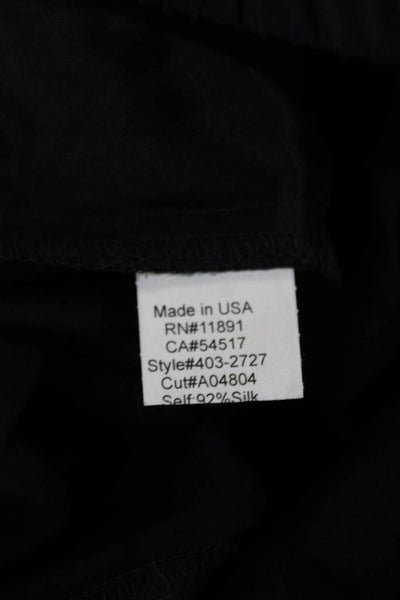 Made in USA
RN#11891
CA#54517
Style#403-2727
Cut#A04804
Self:92%Silk